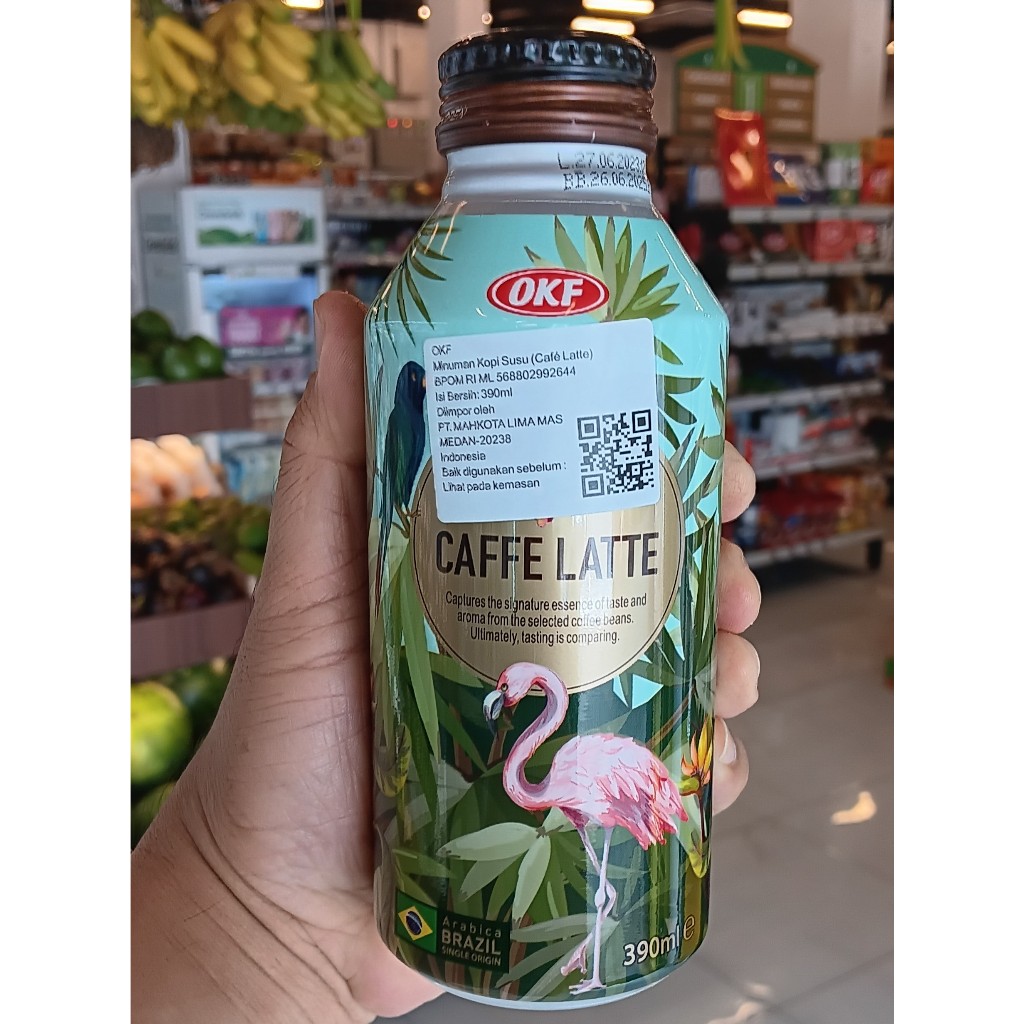 L.27.06.2023
BB.26.06.2025
OKF
OKF
Minuman Kopi Susu (Café Latte)
BPOM RI ML 568802992644
Isi Bersih: 390ml
Diimpor oleh
PT. MAHKOTA LIMA MAS
MEDAN-20238
Indonesia
Baik digunakan sebelum :
Lihat pada kemasan
CAFFE LATTE
Captures the signature essence of taste and
aroma from the selected coffee beans.
Ultimately, tasting is comparing.
Arabica
BRAZIL
SINGLE ORIGIN
390ml e